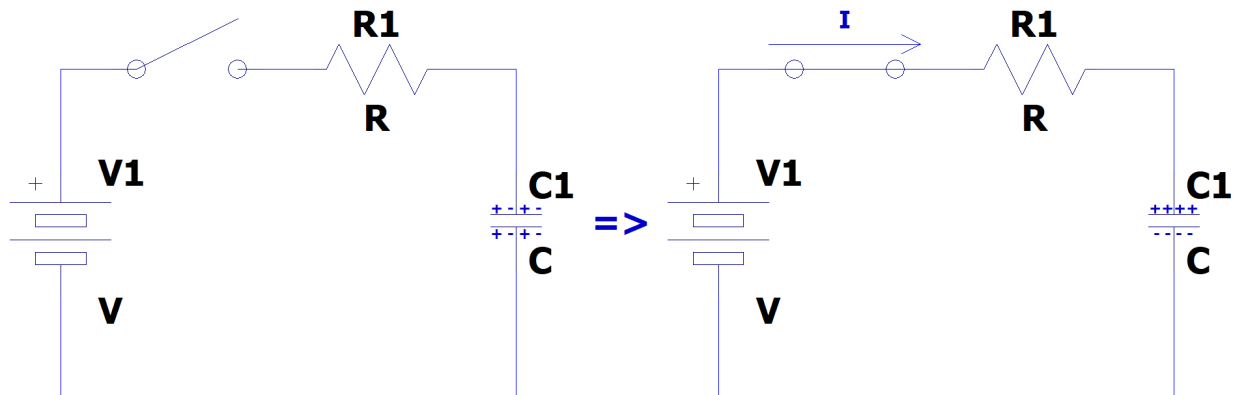 R1
R
V1
+
V
C1
+-+-
+-+-
C
=>
I
R1
R
V1
+
V
C1
++++
----
C